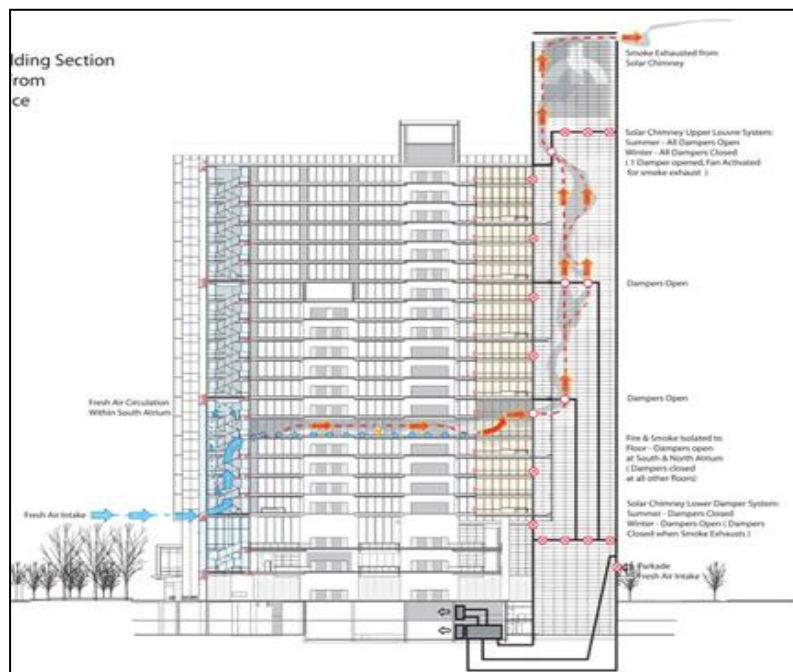 lding Section
rom
ce
Smoke Exhausted from
Solar Chimney
Solar Chimney Upper Louvre System:
Summer - All Dampers Open
Winter - All Dampers Closed
( 1 Damper opened, Fan Activated
for smoke exhaust )
Dampers Open
Fresh Air Circulation
Within South Atrium
Dampers Open
Fire & Smoke Isolated to
Floor - Dampers open
at South & North Atrium
( Dampers closed
at all other floors)
Fresh Air Intake
Solar Chimney Lower Damper System:
Summer - Dampers Closed
Winter - Dampers Open ( Dampers
Closed when Smoke Exhausts )
Parkade
Fresh Air Intake